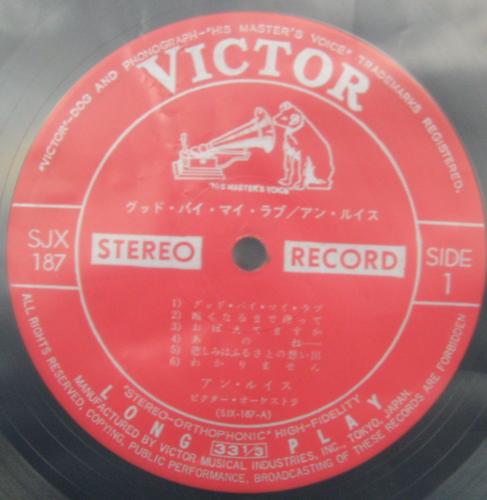 "VICTOR"-DOG AND PHONOGRAPH-"HIS MASTER'S VOICE" TRADEMARKS REGISTERED.
VICTOR
"HIS MASTER'S VOICE"
グッド・バイ・マイ・ラブ/アン・ルイス
SJX
187
STEREO
RECORD
SIDE
1
1) グッド・バイ・マイ・ラブ
2) 眠くなるまで待って
3) おぼえてますか
4) あのねー
5) 悲しみはふるさとの想い出
6) わかりません
アン・ルイス
ビクター・オーケストラ
(SJX-187-A)
"STEREO-ORTHOPHONIC" HIGH-FIDELITY
LONG 33 1/3 PLAY
MANUFACTURED BY VICTOR MUSICAL INDUSTRIES, INC., TOKYO, JAPAN.
ALL RIGHTS RESERVED, COPYING, PUBLIC PERFORMANCE, BROADCASTING OF THESE RECORDS ARE FORBIDDEN